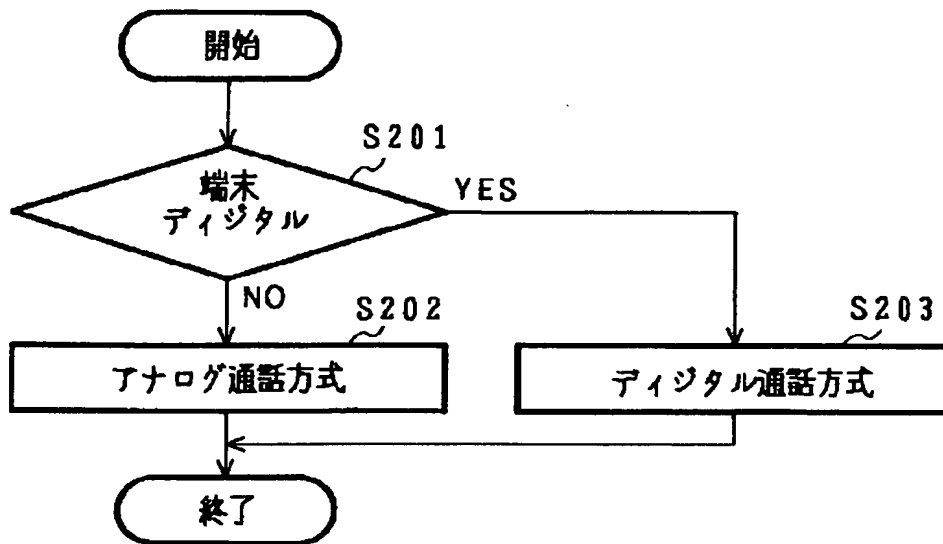 開始
S201
端末
ディジタル
YES
NO
S202
アナログ通話方式
S203
ディジタル通話方式
終了